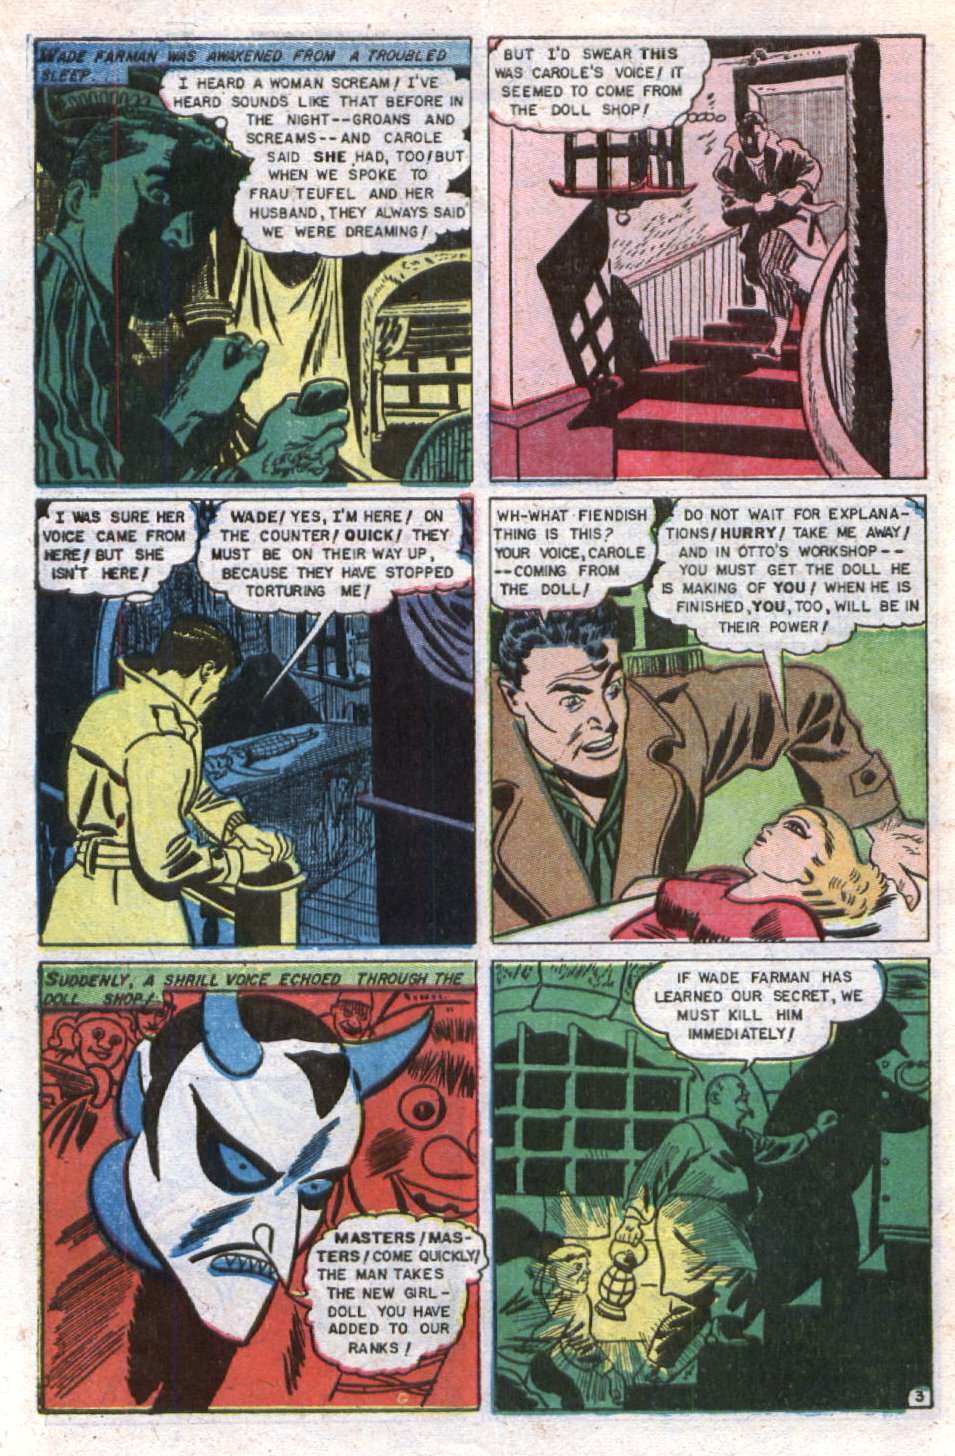 WADE FARMAN WAS AWAKENED FROM A TROUBLED
SLEEP...
I HEARD A WOMAN SCREAM! I'VE
HEARD SOUNDS LIKE THAT BEFORE IN
THE NIGHT--GROANS AND
SCREAMS--AND CAROLE
SAID SHE HAD, TOO! BUT
WHEN WE SPOKE TO
FRAU TEUFEL AND HER
HUSBAND, THEY ALWAYS SAID
WE WERE DREAMING!
BUT I'D SWEAR THIS
WAS CAROLE'S VOICE! IT
SEEMED TO COME FROM
THE DOLL SHOP!
I WAS SURE HER
VOICE CAME FROM
HERE! BUT SHE
ISN'T HERE!
WADE! YES, I'M HERE! ON
THE COUNTER! QUICK! THEY
MUST BE ON THEIR WAY UP,
BECAUSE THEY HAVE STOPPED
TORTURING ME!
WH-WHAT FIENDISH
THING IS THIS?
YOUR VOICE, CAROLE
--COMING FROM
THE DOLL!
DO NOT WAIT FOR EXPLANA-
TIONS! HURRY! TAKE ME AWAY!
AND IN OTTO'S WORKSHOP--
YOU MUST GET THE DOLL HE
IS MAKING OF YOU! WHEN HE IS
FINISHED, YOU, TOO, WILL BE IN
THEIR POWER!
SUDDENLY, A SHRILL VOICE ECHOED THROUGH THE
DOLL SHOP!
MASTERS! MAS-
TERS! COME QUICKLY!
THE MAN TAKES
THE NEW GIRL-
DOLL YOU HAVE
ADDED TO OUR
RANKS!
IF WADE FARMAN HAS
LEARNED OUR SECRET, WE
MUST KILL HIM
IMMEDIATELY!
3